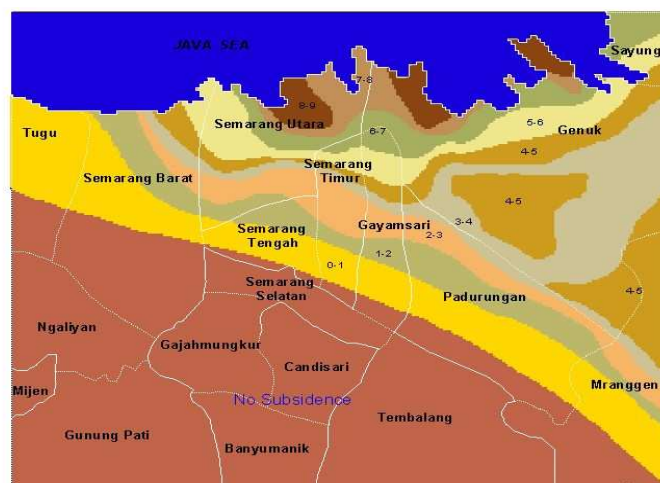 JAVA SEA
Sayung
7-8
8-9
Semarang Utara
5-6
6-7
Genuk
Tugu
4-5
Semarang
Timur
Semarang Barat
4-5
3-4
Gayamsari
2-3
Semarang
Tengah
1-2
0-1
Semarang
Selatan
4-5
Padurungan
Ngaliyan
Gajahmungkur
Candisari
Mranggen
Mijen
No Subsidence
Tembalang
Gunung Pati
Banyumanik